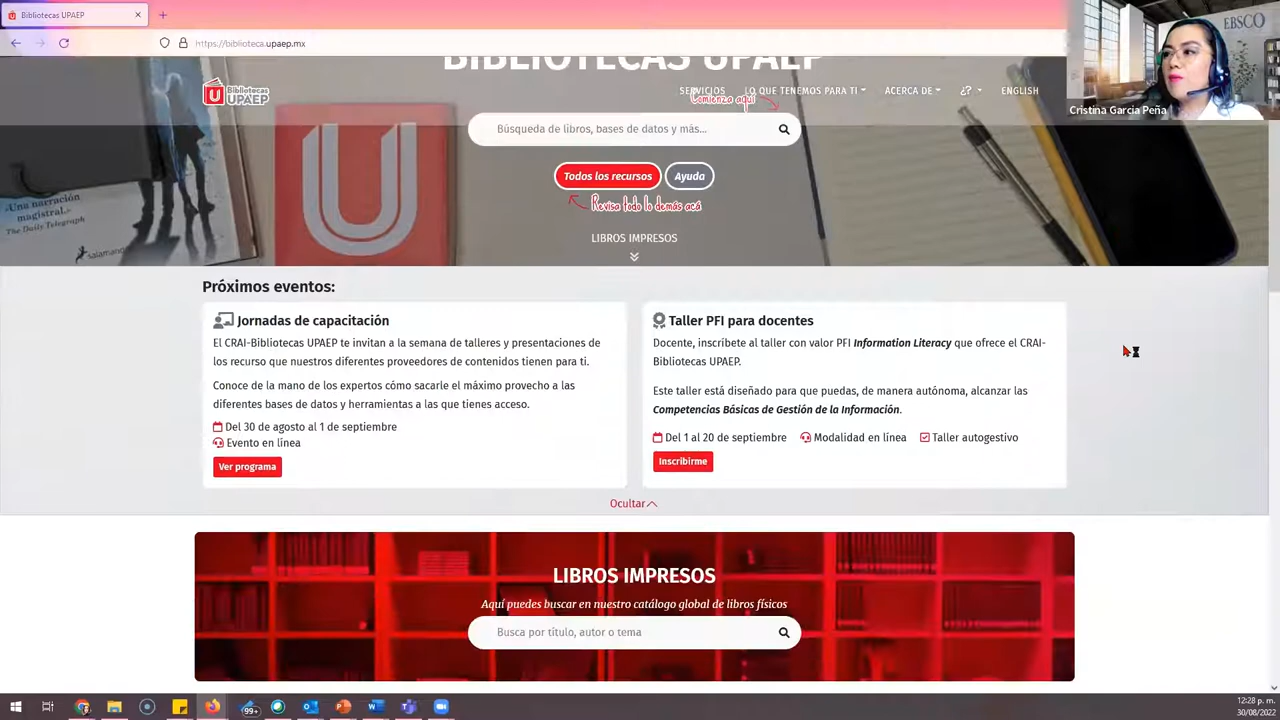 Bibliotecas UPAEP
https://biblioteca.upaep.mx
EBSCO
Cristina Garcia Peña
BIBLIOTECAS UPAEP
Bibliotecas
UPAEP
SERVICIOS
LO QUE TENEMOS PARA TI
ACERCA DE
¿?
ENGLISH
Comienza aquí
Búsqueda de libros, bases de datos y más...
Todos los recursos
Ayuda
Revisa todo lo demás acá
LIBROS IMPRESOS
«Una narración
magistral.»
The Daily Telegraph
salamandra
Próximos eventos:
Jornadas de capacitación
El CRAI-Bibliotecas UPAEP te invitan a la semana de talleres y presentaciones de
los recurso que nuestros diferentes proveedores de contenidos tienen para ti.
Conoce de la mano de los expertos cómo sacarle el máximo provecho a las
diferentes bases de datos y herramientas a las que tienes acceso.
Del 30 de agosto al 1 de septiembre
Evento en línea
Ver programa
Taller PFI para docentes
Docente, inscríbete al taller con valor PFI Information Literacy que ofrece el CRAI-
Bibliotecas UPAEP.
Este taller está diseñado para que puedas, de manera autónoma, alcanzar las
Competencias Básicas de Gestión de la Información.
Del 1 al 20 de septiembre
Modalidad en línea
Taller autogestivo
Inscribirme
Ocultar
LIBROS IMPRESOS
Aquí puedes buscar en nuestro catálogo global de libros físicos
Busca por título, autor o tema
99+
12:28 p. m.
30/08/2022